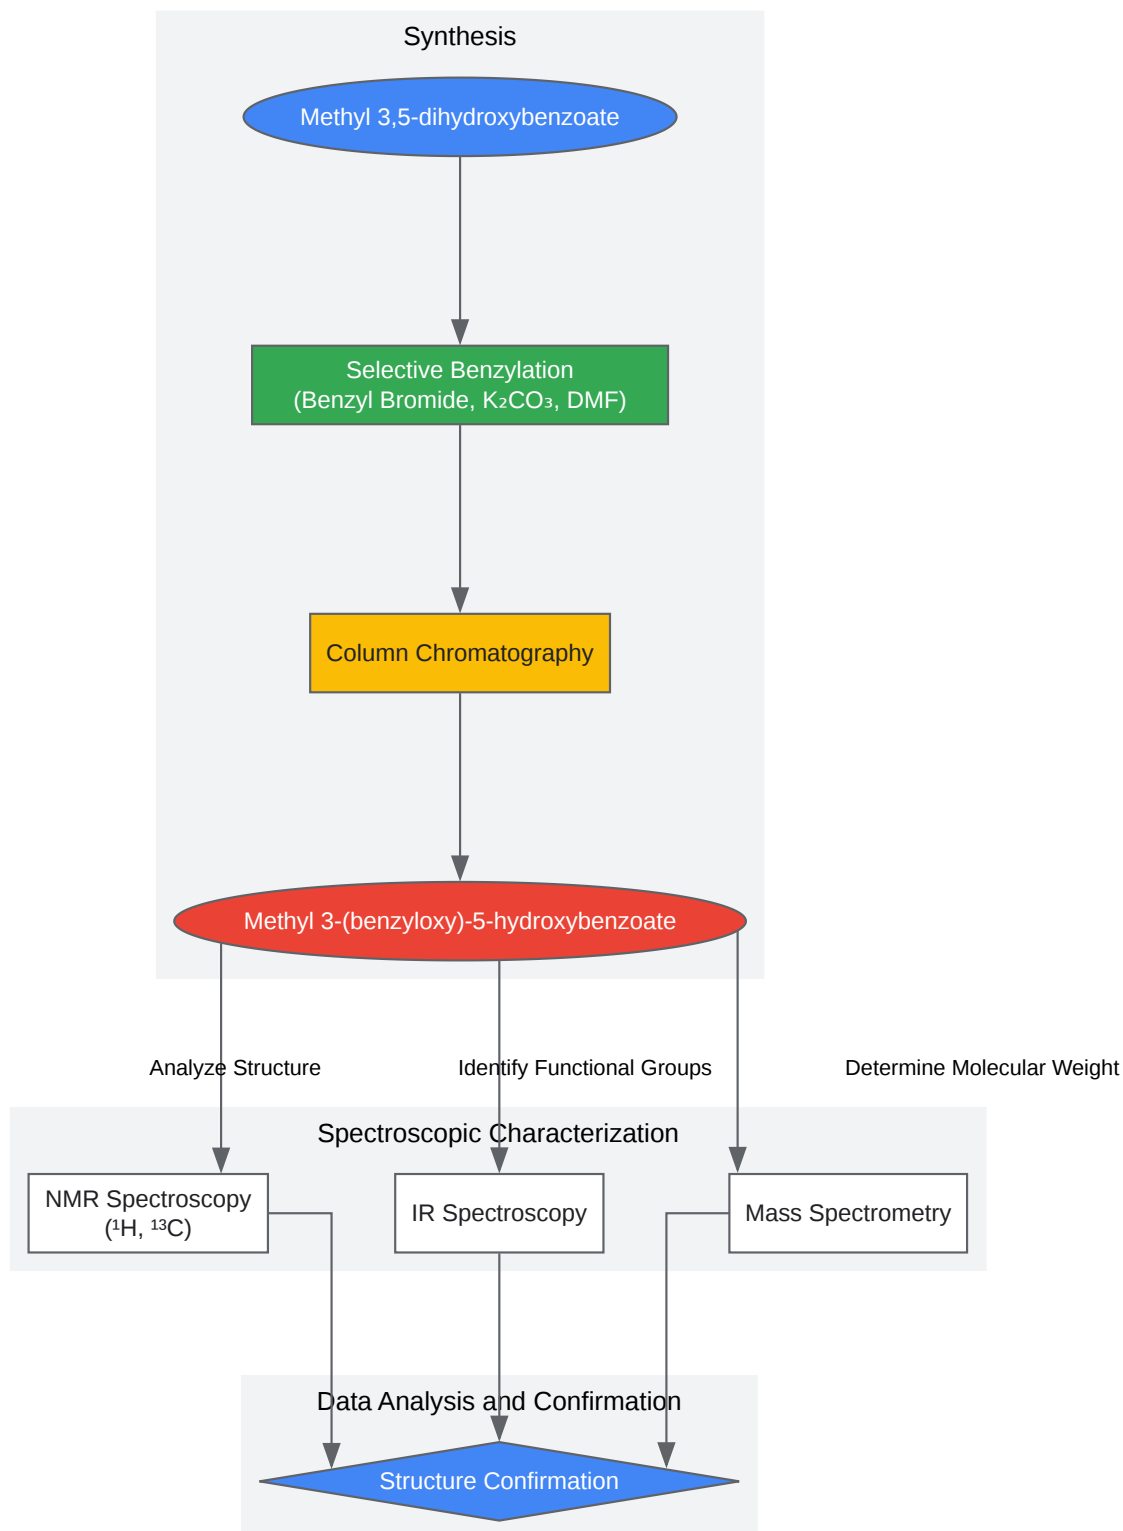 Synthesis
Methyl 3,5-dihydroxybenzoate
Selective Benzylation
(Benzyl Bromide, K₂CO₃, DMF)
Column Chromatography
Methyl 3-(benzyloxy)-5-hydroxybenzoate
Analyze Structure
Identify Functional Groups
Determine Molecular Weight
Spectroscopic Characterization
NMR Spectroscopy
(¹H, ¹³C)
IR Spectroscopy
Mass Spectrometry
Data Analysis and Confirmation
Structure Confirmation